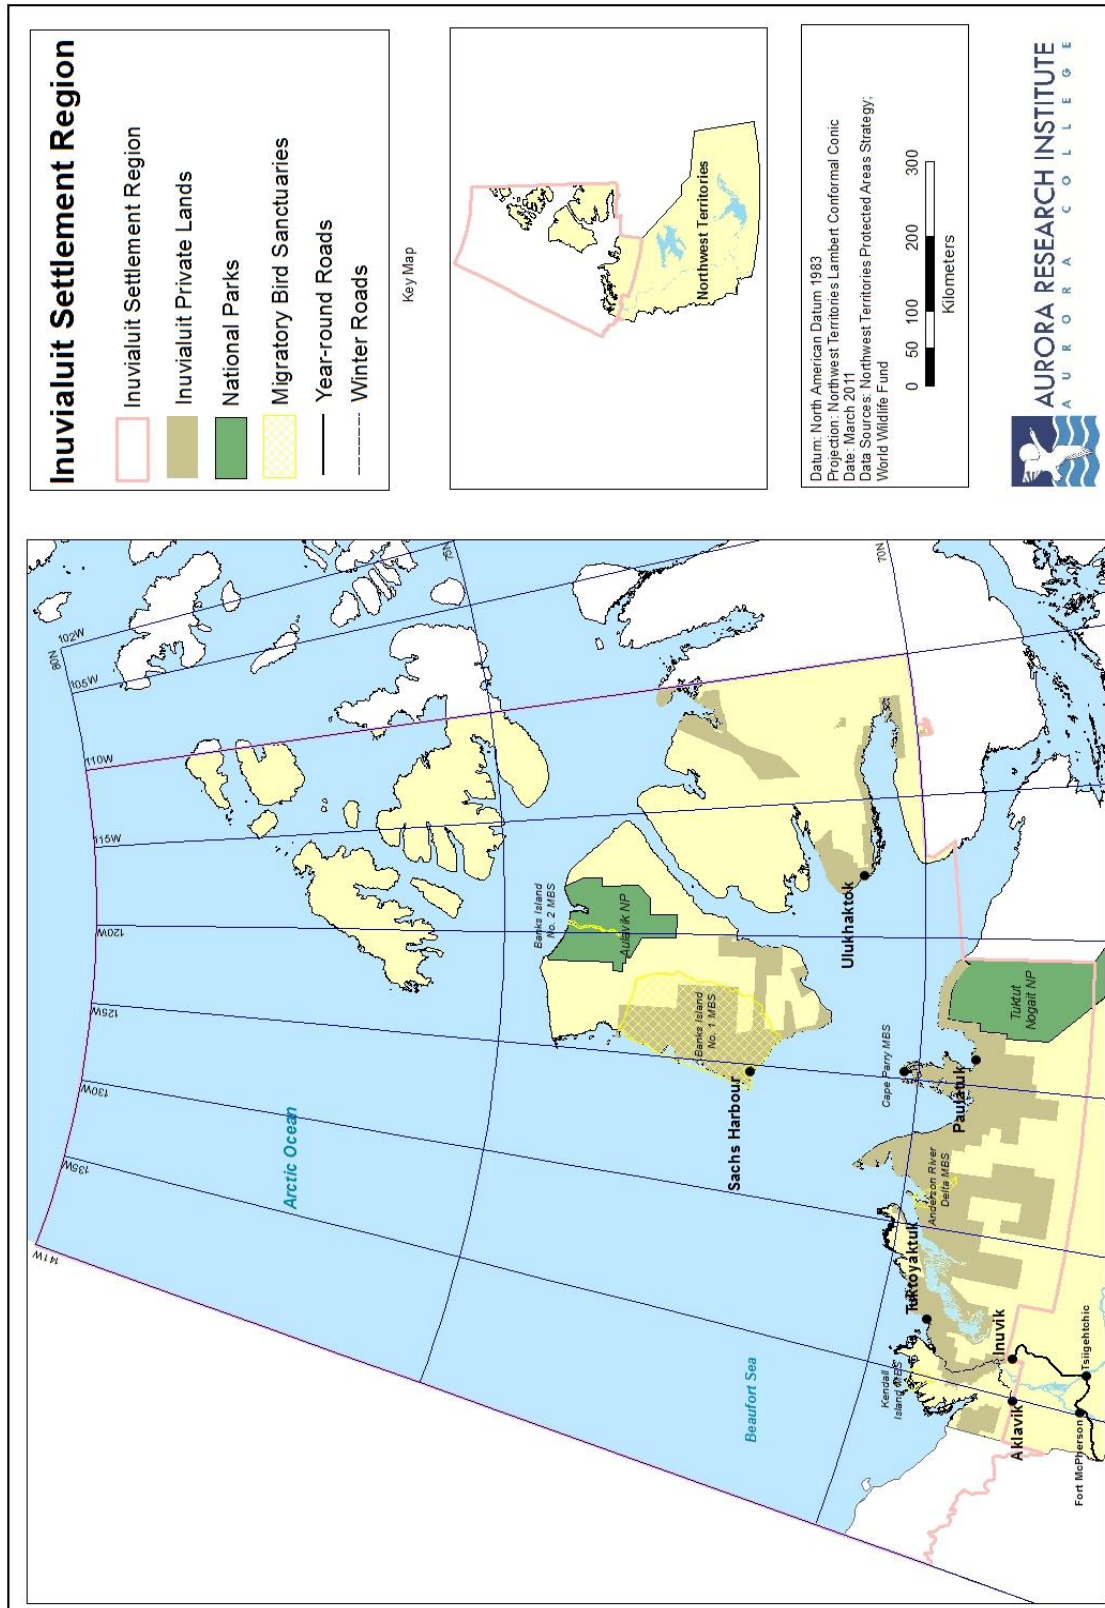 Inuvialuit Settlement Region
Inuvialuit Settlement Region
Inuvialuit Private Lands
National Parks
Migratory Bird Sanctuaries
Year-round Roads
Winter Roads
Key Map
Northwest Territories
Datum: North American Datum 1983
Projection: Northwest Territories Lambert Conformal Conic
Date: March 2011
Data Sources: Northwest Territories Protected Areas Strategy;
World Wildlife Fund
0 50 100 200 300
Kilometers
AURORA RESEARCH INSTITUTE
AURORA COLLEGE
141W
135W
130W
125W
120W
115W
110W
105W
102W
80N
75N
70N
Arctic Ocean
Beaufort Sea
Banks Island
No. 2 MBS
Aulavik NP
Banks Island
No. 1 MBS
Sachs Harbour
Ulukhaktok
Cape Parry MBS
Paulatuk
Tuktut
Nogait NP
Anderson River
Delta MBS
Tuktoyaktuk
Kendall
Island MBS
Inuvik
Aklavik
Tsiigehtchic
Fort McPherson